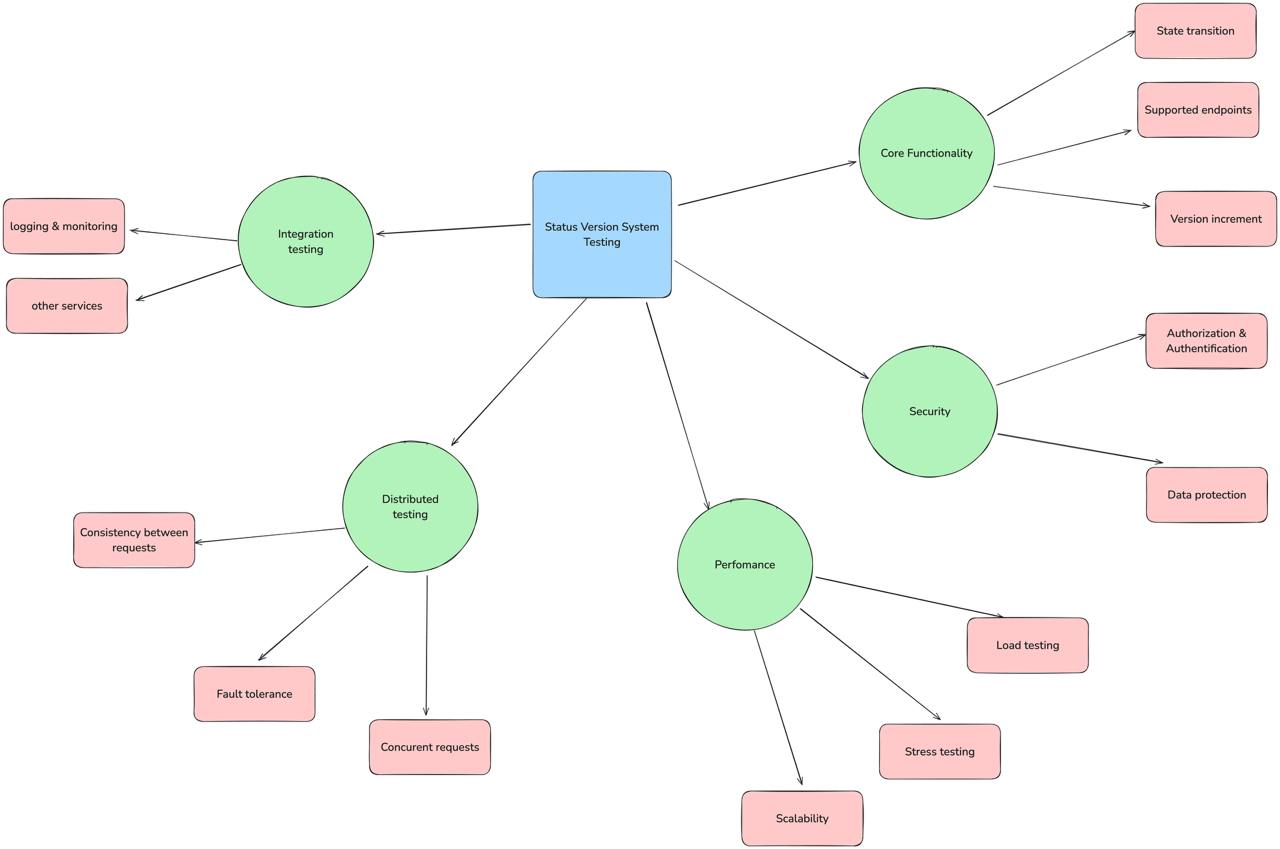 State transition
Supported endpoints
Core Functionality
Version increment
Status Version System
Testing
Integration
testing
logging & monitoring
other services
Authorization &
Authentification
Security
Data protection
Distributed
testing
Consistency between
requests
Fault tolerance
Concurent requests
Perfomance
Load testing
Stress testing
Scalability